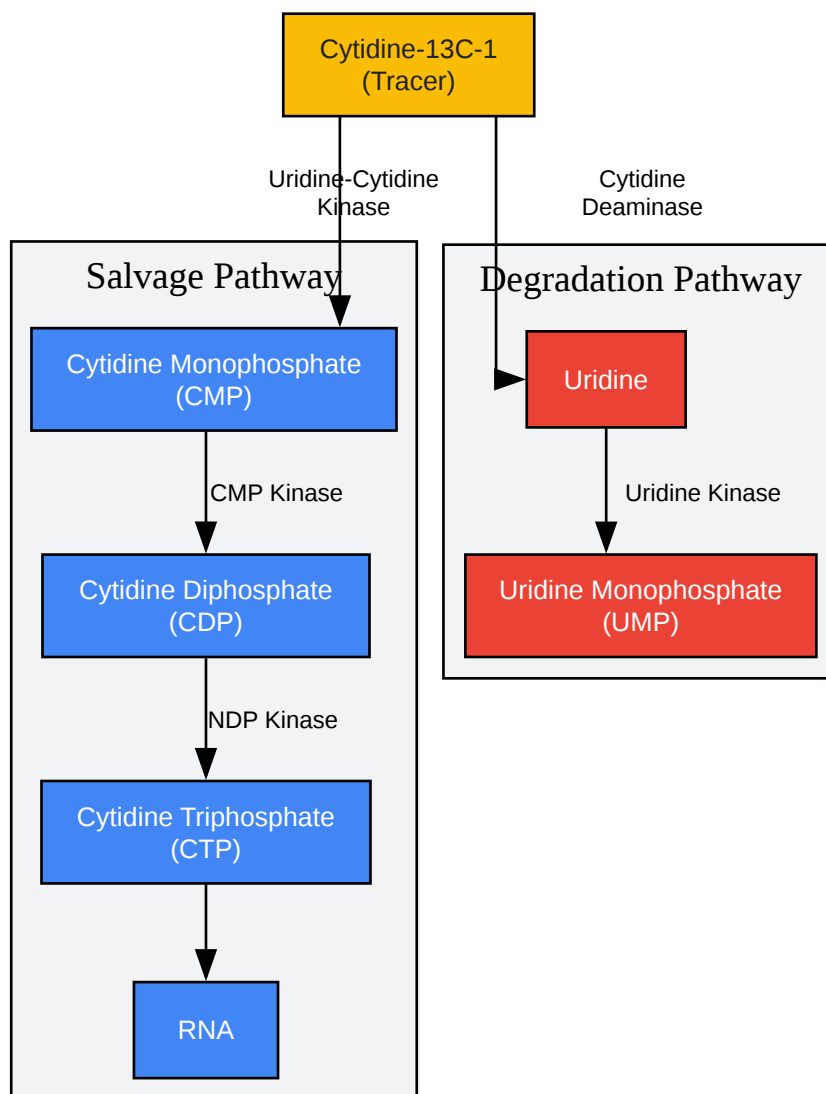 Cytidine-13C-1
(Tracer)
Uridine-Cytidine
Kinase
Cytidine
Deaminase
Salvage Pathway
Degradation Pathway
Cytidine Monophosphate
(CMP)
Uridine
CMP Kinase
Uridine Kinase
Cytidine Diphosphate
(CDP)
Uridine Monophosphate
(UMP)
NDP Kinase
Cytidine Triphosphate
(CTP)
RNA